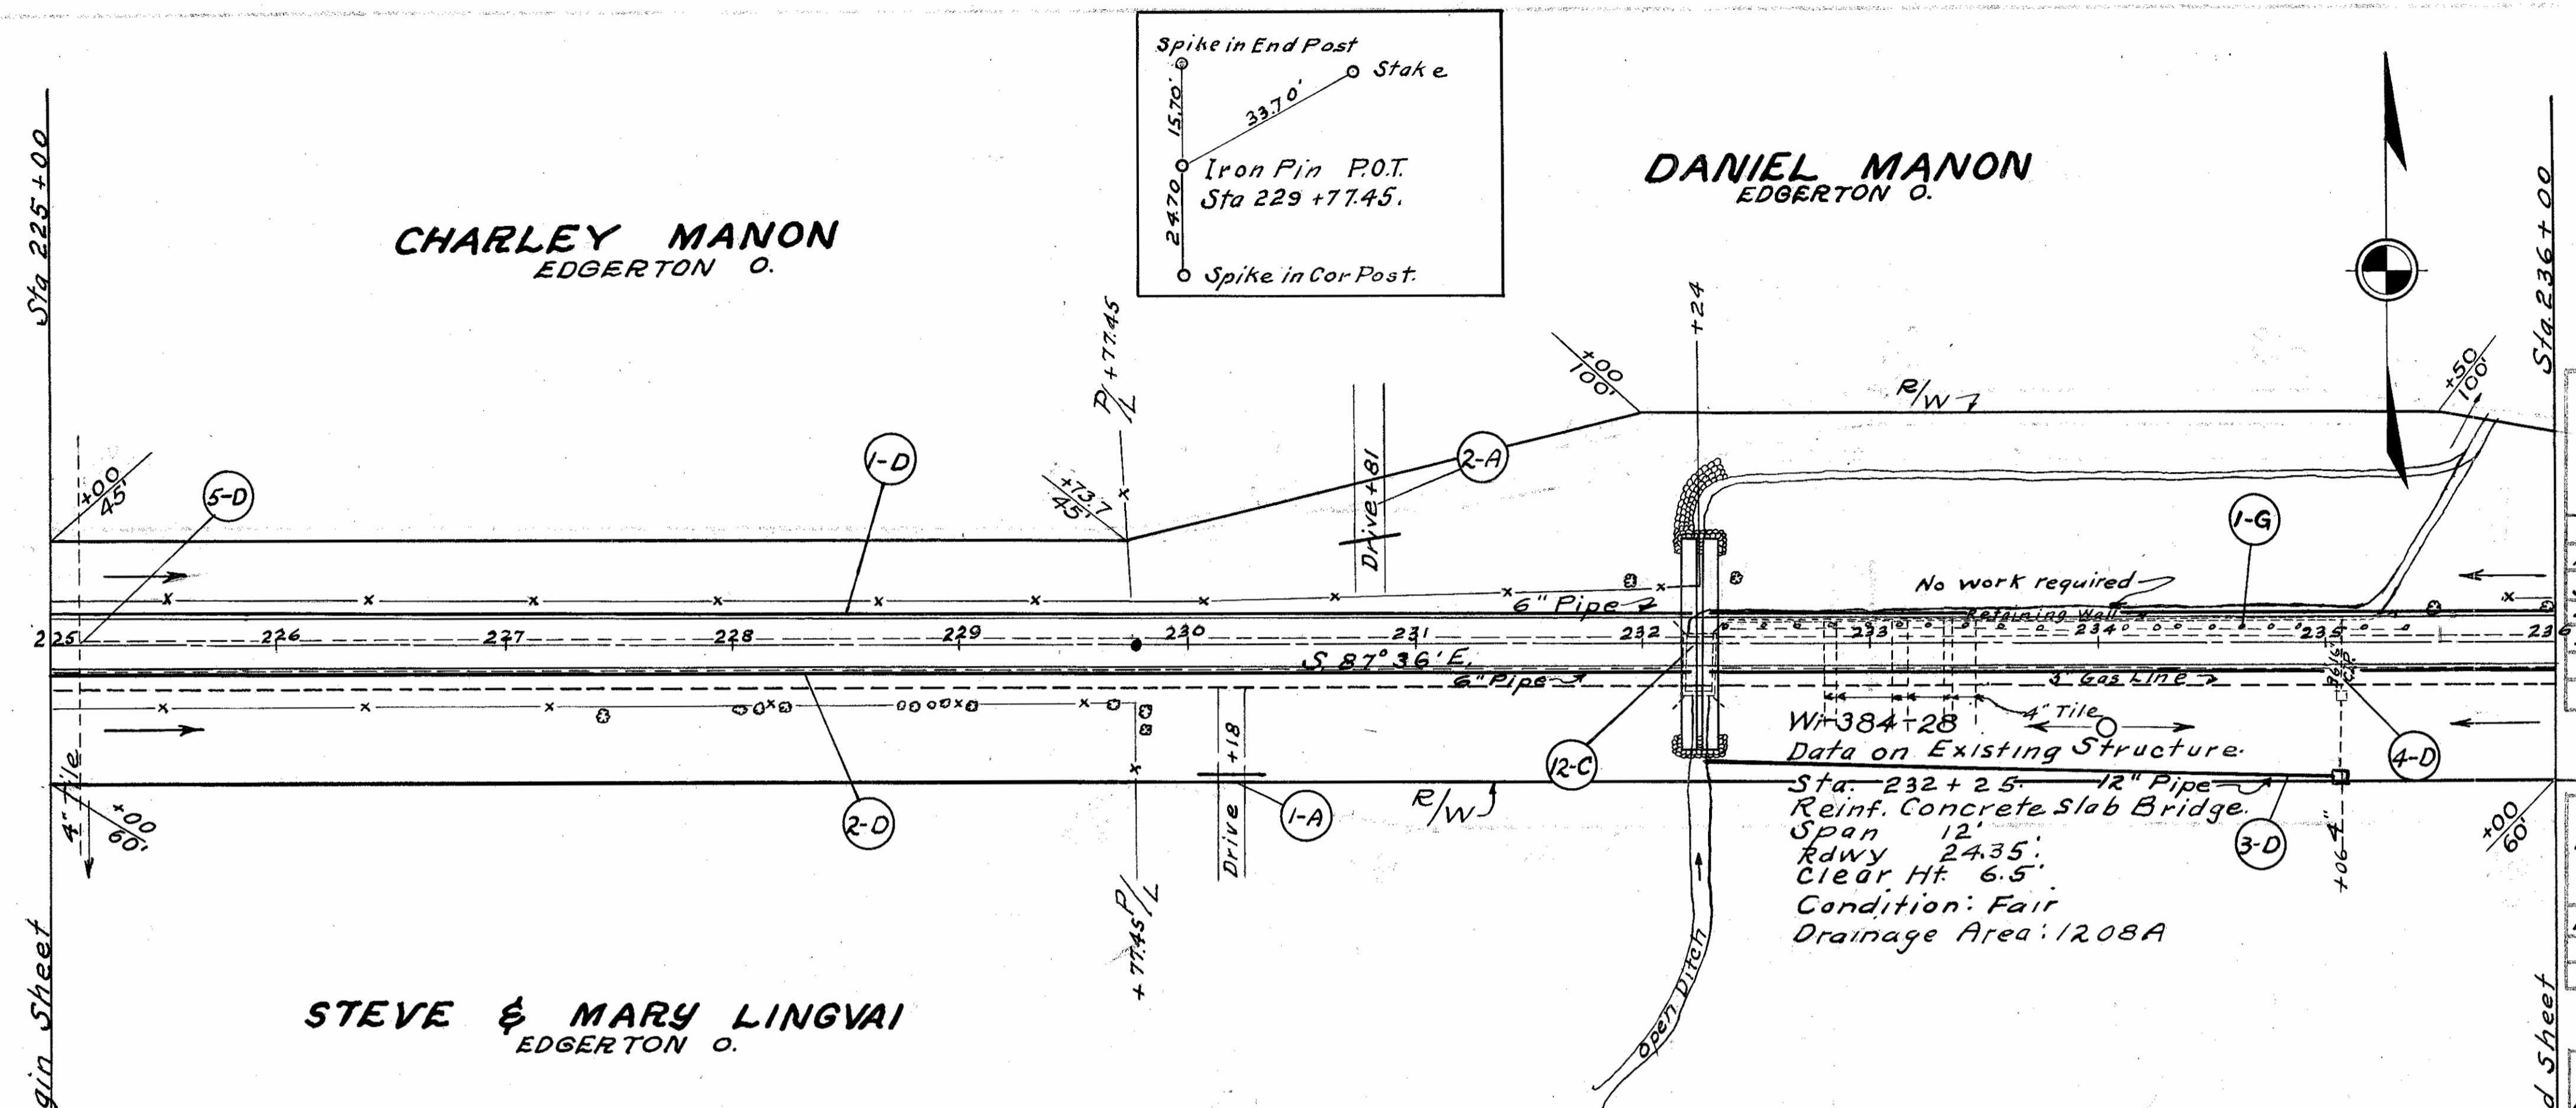 Spike in End Post
Stake
15.70'
33.70'
Iron Pin P.O.T.
Sta 229 +77.45.
24.70
Spike in Cor Post.
Sta 225+00
CHARLEY MANON
EDGERTON O.
DANIEL MANON
EDGERTON O.
Sta. 236+00
P/L +77.45
+24
+00
100'
R/W
+50
100'
+00
45'
5-D
1-D
+73.7
45'
Drive +81
2-A
1-G
No work required
Retaining Wall
6" Pipe
225 226 227 228 229 230 231 232 233 234 235 236
S 87° 36' E.
6" Pipe
3" Gas Line
4" Tile
Wi-384-28
Data on Existing Structure.
Sta. 232 + 25
12" Pipe
Reinf. Concrete Slab Bridge.
Span 12'
Rdwy 24.35'
Clear Ht. 6.5'
Condition: Fair
Drainage Area: 1208A
12-C
4-D
3-D
+06
4"
+00
60'
4" Tile
+00
60'
2-D
Drive +18
1-A
R/W
+77.45 P/L
Open Ditch
STEVE & MARY LINGVAI
EDGERTON O.
gin Sheet
d Sheet